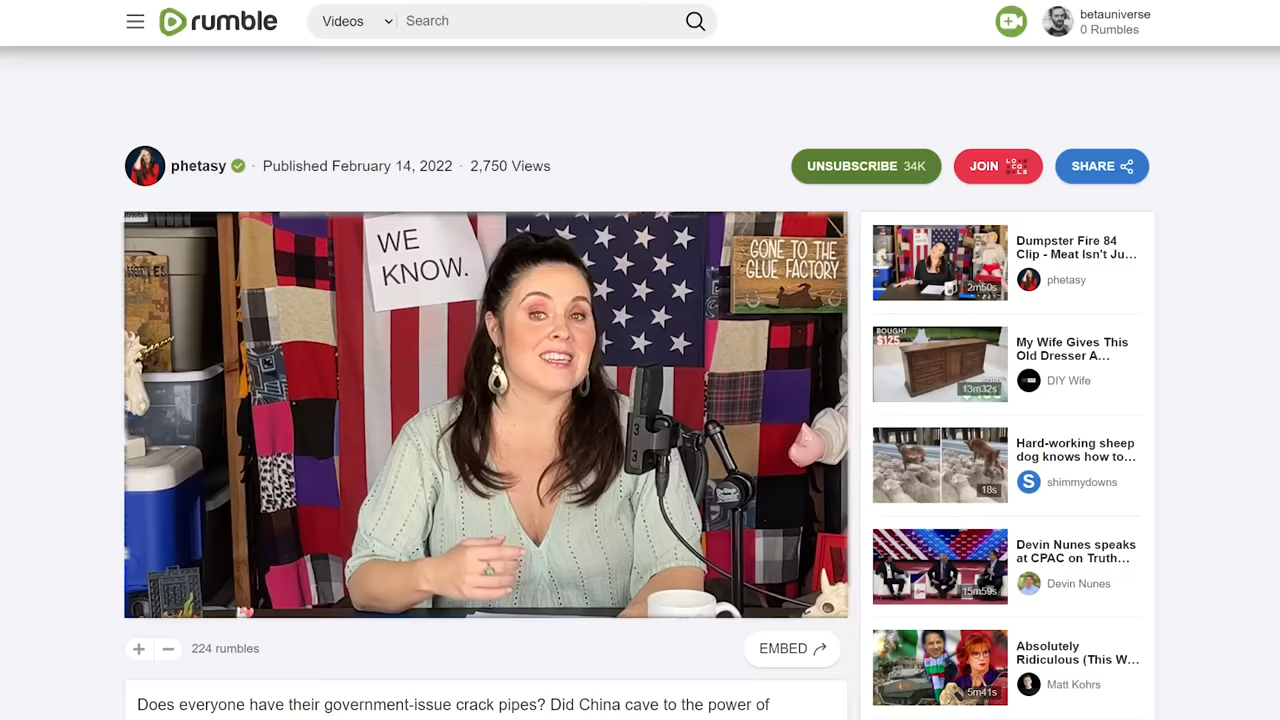 rumble
Videos
Search
betauniverse
0 Rumbles
phetasy · Published February 14, 2022 · 2,750 Views
UNSUBSCRIBE 34K
JOIN LOCALS
SHARE
WE
KNOW.
GONE TO THE
GLUE FACTORY
3
3
224 rumbles
EMBED
Does everyone have their government-issue crack pipes? Did China cave to the power of
Dumpster Fire 84
Clip - Meat Isn't Ju...
phetasy
2m50s
BOUGHT
$125
My Wife Gives This
Old Dresser A...
DIY Wife
13m32s
Hard-working sheep
dog knows how to...
S
shimmydowns
18s
Devin Nunes speaks
at CPAC on Truth...
Devin Nunes
15m59s
Absolutely
Ridiculous (This W...
Matt Kohrs
5m41s